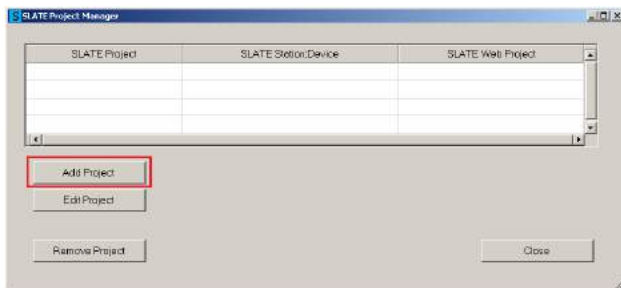 SLATE Project Manager
SLATE Project SLATE Station:Device SLATE Web Project
Add Project
Edit Project
Remove Project Close